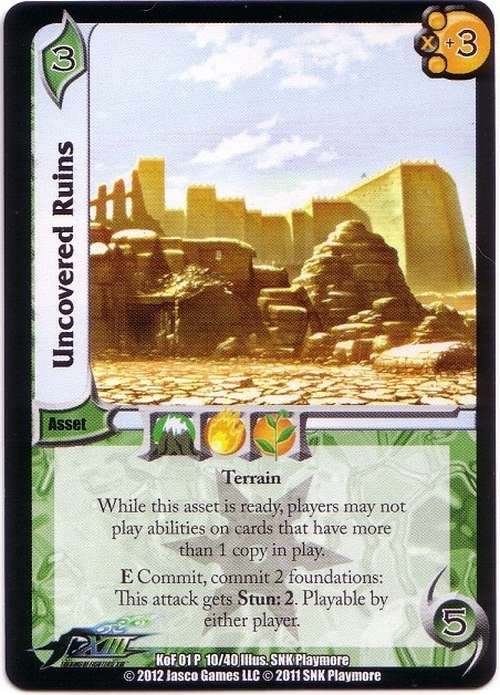 3
X +3
Uncovered Ruins
Asset
Terrain
While this asset is ready, players may not
play abilities on cards that have more
than 1 copy in play.
E Commit, commit 2 foundations:
This attack gets Stun: 2. Playable by
either player.
5
XIII
KoF 01 P 10/40 Illus. SNK Playmore
© 2012 Jasco Games LLC © 2011 SNK Playmore